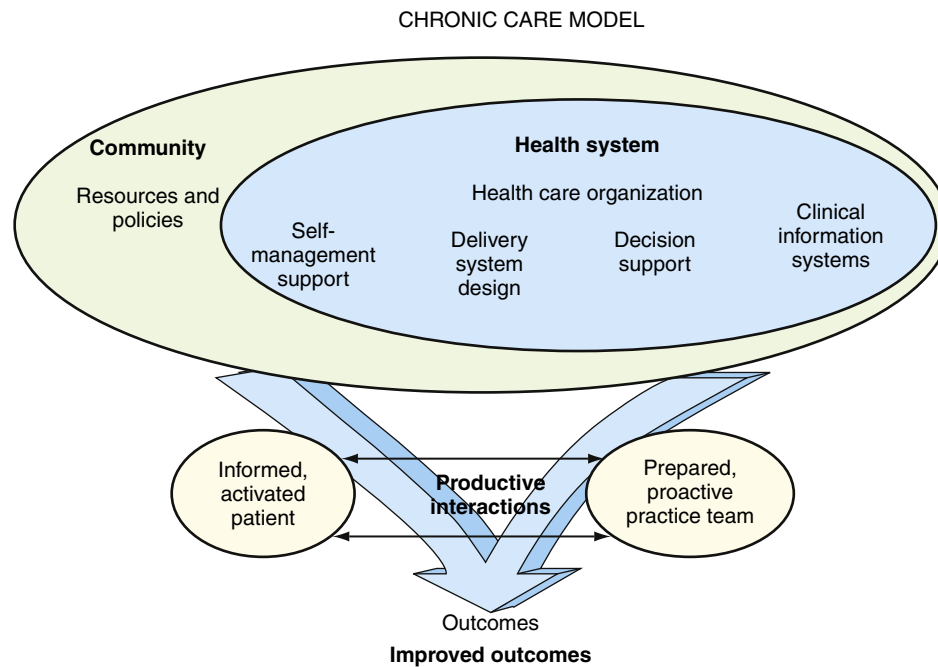 CHRONIC CARE MODEL
Community
Resources and
policies
Health system
Health care organization
Self-
management
support
Delivery
system
design
Decision
support
Clinical
information
systems
Informed,
activated
patient
Productive
interactions
Prepared,
proactive
practice team
Outcomes
Improved outcomes